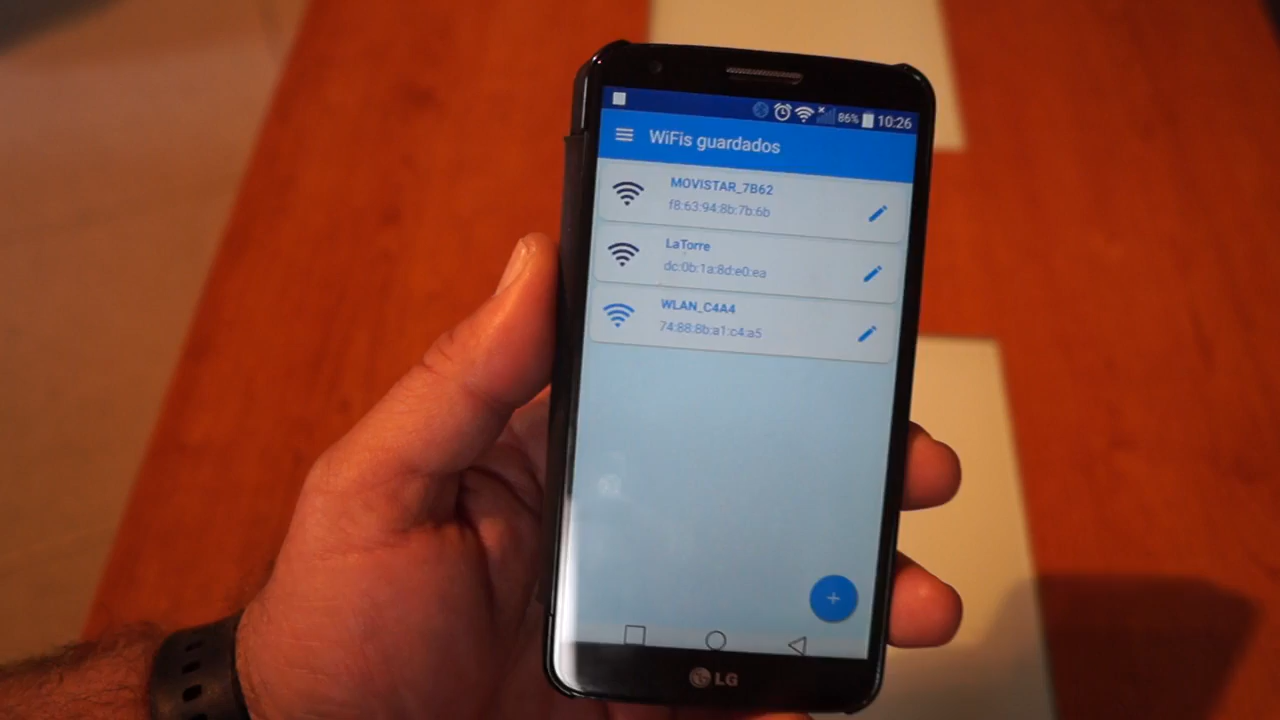 86% 10:26
WiFis guardados
MOVISTAR_7B62
f8:63:94:8b:7b:6b
LaTorre
dc:0b:1a:8d:e0:ea
WLAN_C4A4
74:88:8b:a1:c4:a5
LG